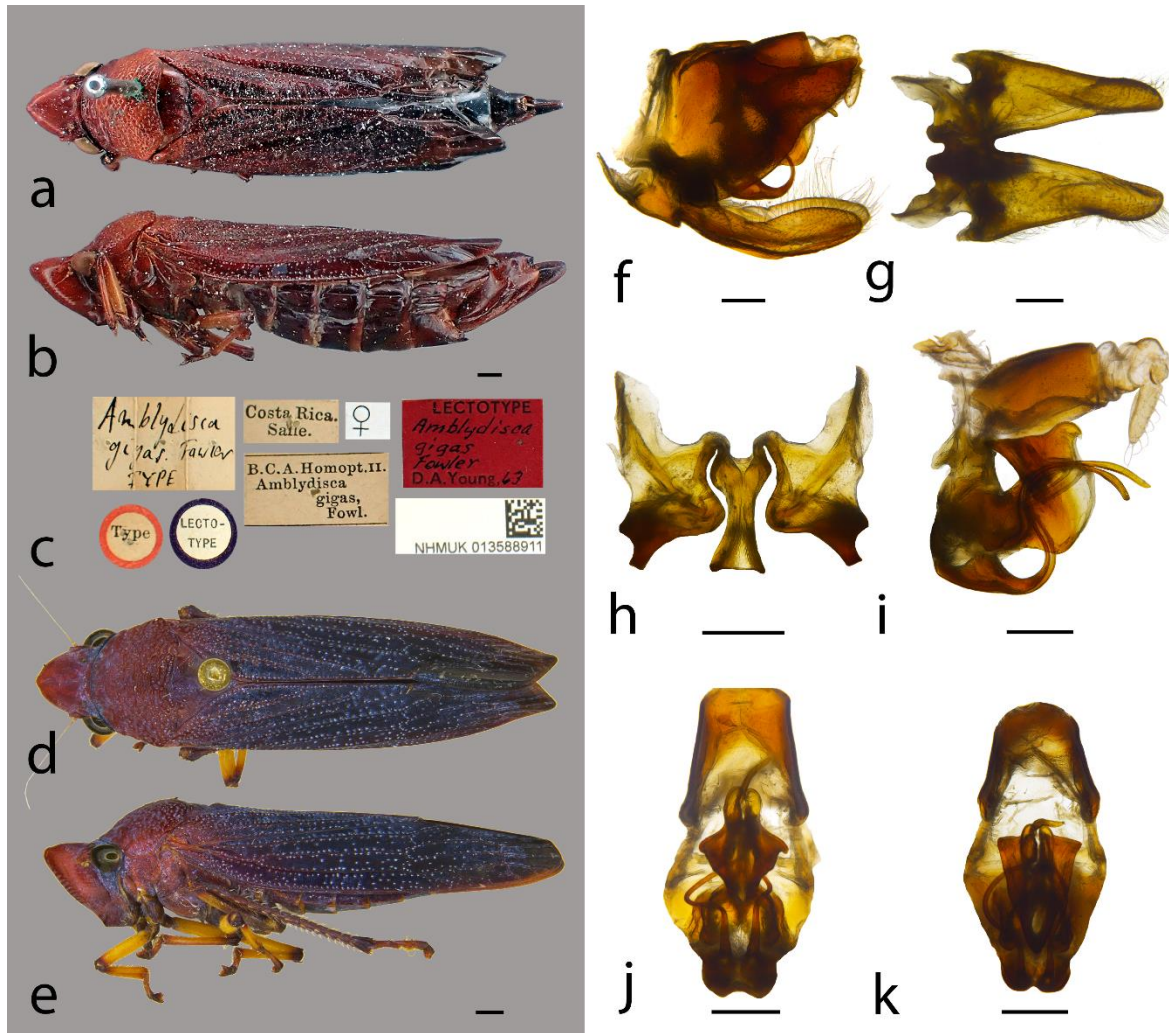 a
b
Amblydisca
gigas. Fowler
TYPE
Costa Rica.
Salle.
♀
LECTOTYPE
Amblydisca
gigas
Fowler
D.A.Young, 63
B.C.A.Homopt.II.
Amblydisca
gigas,
Fowl.
Type
LECTO-
TYPE
NHMUK 013588911
c
d
e
f
g
h
i
j
k